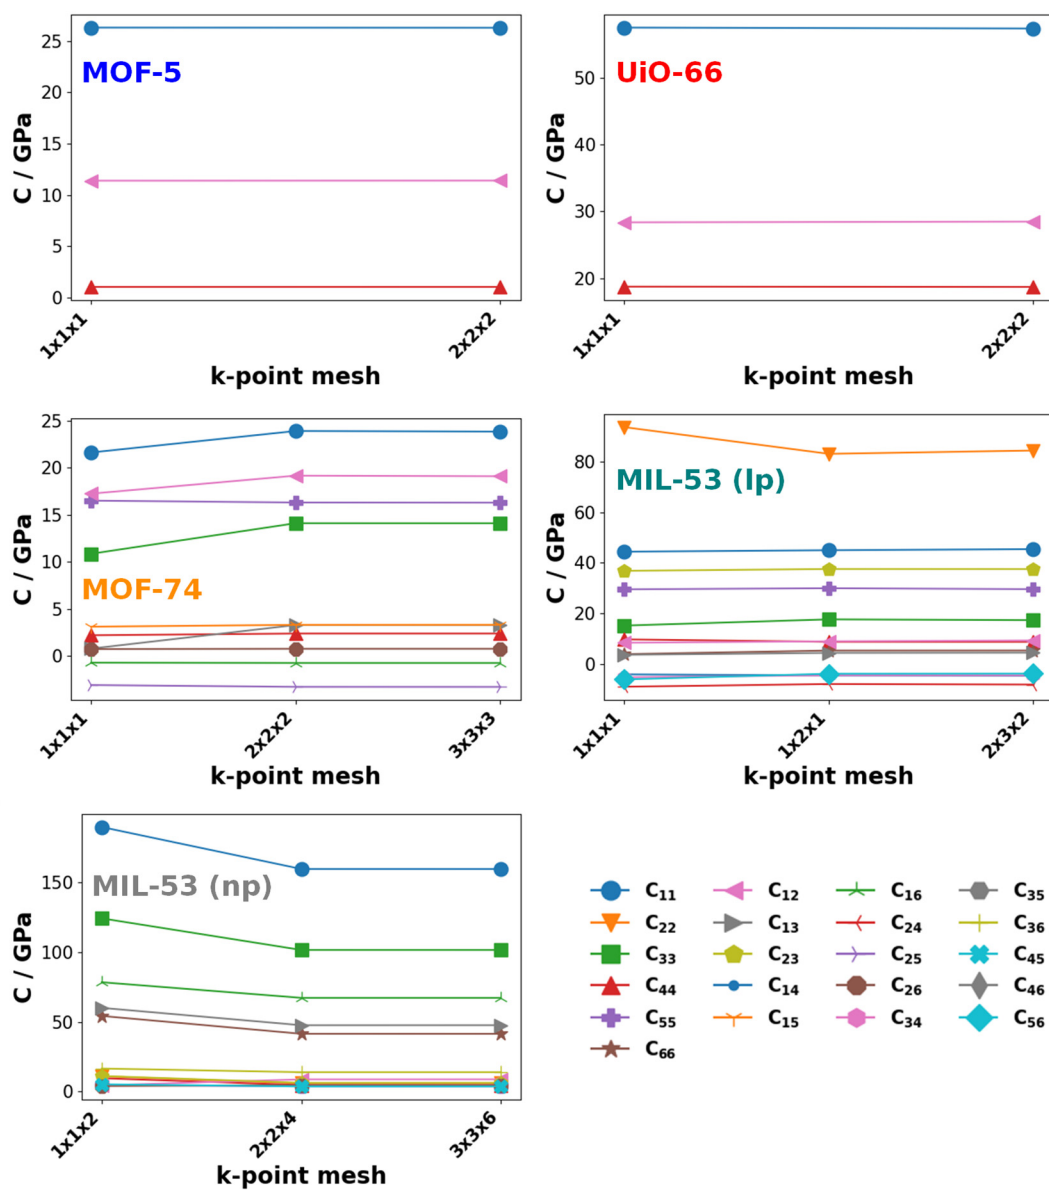 MOF-5
C / GPa
25
20
15
10
5
0
1x1x1
2x2x2
k-point mesh
UiO-66
C / GPa
50
40
30
20
1x1x1
2x2x2
k-point mesh
MOF-74
C / GPa
25
20
15
10
5
0
1x1x1
2x2x2
3x3x3
k-point mesh
MIL-53 (lp)
C / GPa
80
60
40
20
0
1x1x1
1x2x1
2x3x2
k-point mesh
MIL-53 (np)
C / GPa
150
100
50
0
1x1x2
2x2x4
3x3x6
k-point mesh
C₁₁ C₁₂ C₁₆ C₃₅
C₂₂ C₁₃ C₂₄ C₃₆
C₃₃ C₂₃ C₂₅ C₄₅
C₄₄ C₁₄ C₂₆ C₄₆
C₅₅ C₁₅ C₃₄ C₅₆
C₆₆